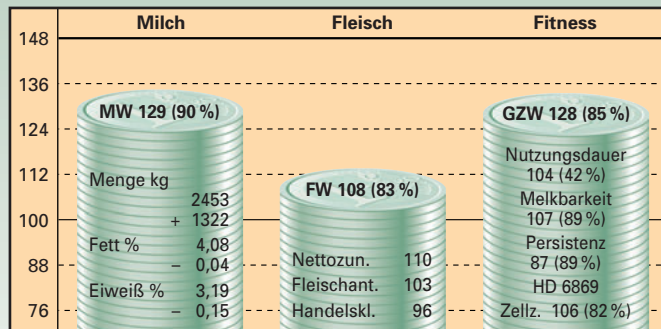 Milch Fleisch Fitness
148
136
124
112
100
88
76
MW 129 (90 %)
Menge kg
2453
+ 1322
Fett % 4,08
– 0,04
Eiweiß % 3,19
– 0,15
FW 108 (83 %)
Nettozun. 110
Fleischant. 103
Handelskl. 96
GZW 128 (85 %)
Nutzungsdauer
104 (42 %)
Melkbarkeit
107 (89 %)
Persistenz
87 (89 %)
HD 6869
Zellz. 106 (82 %)